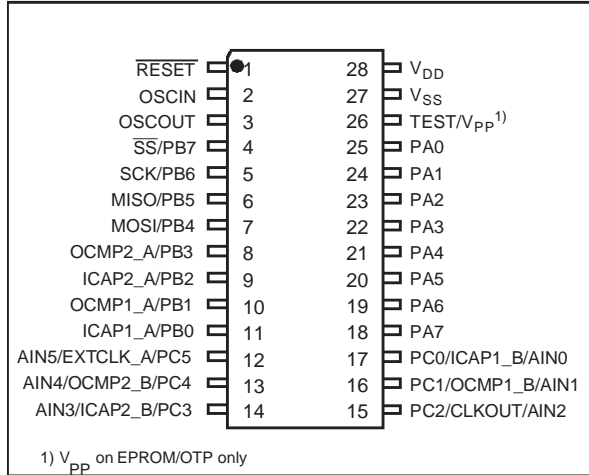 RESET 1 28 VDD
OSCIN 2 27 VSS
OSCOUT 3 26 TEST/VPP1)
SS/PB7 4 25 PA0
SCK/PB6 5 24 PA1
MISO/PB5 6 23 PA2
MOSI/PB4 7 22 PA3
OCMP2_A/PB3 8 21 PA4
ICAP2_A/PB2 9 20 PA5
OCMP1_A/PB1 10 19 PA6
ICAP1_A/PB0 11 18 PA7
AIN5/EXTCLK_A/PC5 12 17 PC0/ICAP1_B/AIN0
AIN4/OCMP2_B/PC4 13 16 PC1/OCMP1_B/AIN1
AIN3/ICAP2_B/PC3 14 15 PC2/CLKOUT/AIN2
1) VPP on EPROM/OTP only